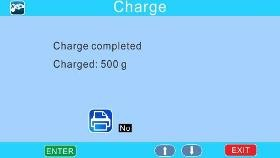 Charge
Charge completed
Charged: 500 g
No
ENTER
EXIT